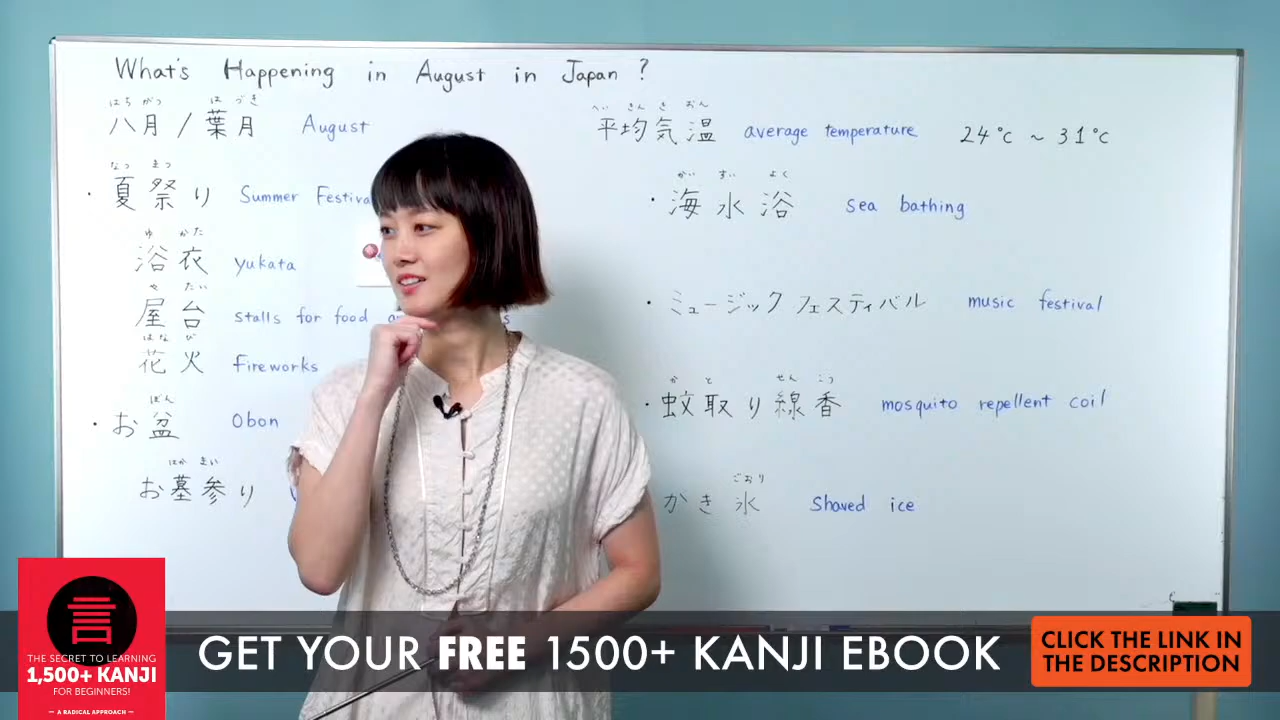 What's Happening in August in Japan ?
はち がつ は づき
八月 / 葉月 August
なつ まつ
夏祭り Summer
ゆ かた
浴衣 yukata
や たい
屋台 stalls for food
はな び
花火 Fireworks
ぼん
お盆 Obon
はか まい
お墓参り
へい きん き おん
平均気温 average temperature 24℃ ~ 31℃
かい すい よく
海水浴 sea bathing
ミュージックフェスティバル music festival
か と せん こう
蚊取り線香 mosquito repellent coil
ごおり
かき氷 Shaved ice
言
THE SECRET TO LEARNING
1,500+ KANJI
FOR BEGINNERS!
— A RADICAL APPROACH —
GET YOUR FREE 1500+ KANJI EBOOK
CLICK THE LINK IN
THE DESCRIPTION